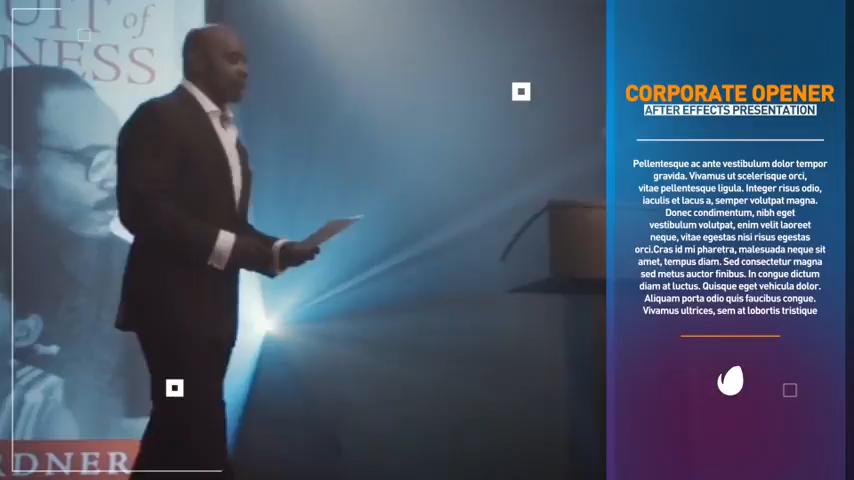 UIT of
NESS
RDNER
CORPORATE OPENER
AFTER EFFECTS PRESENTATION
Pellentesque ac ante vestibulum dolor tempor
gravida. Vivamus ut scelerisque orci,
vitae pellentesque ligula. Integer risus odio,
iaculis et lacus a, semper volutpat magna.
Donec condimentum, nibh eget
vestibulum volutpat, enim velit laoreet
neque, vitae egestas nisi risus egestas
orci.Cras id mi pharetra, malesuada neque sit
amet, tempus diam. Sed consectetur magna
sed metus auctor finibus. In congue dictum
diam at luctus. Quisque eget vehicula dolor.
Aliquam porta odio quis faucibus congue.
Vivamus ultrices, sem at lobortis tristique